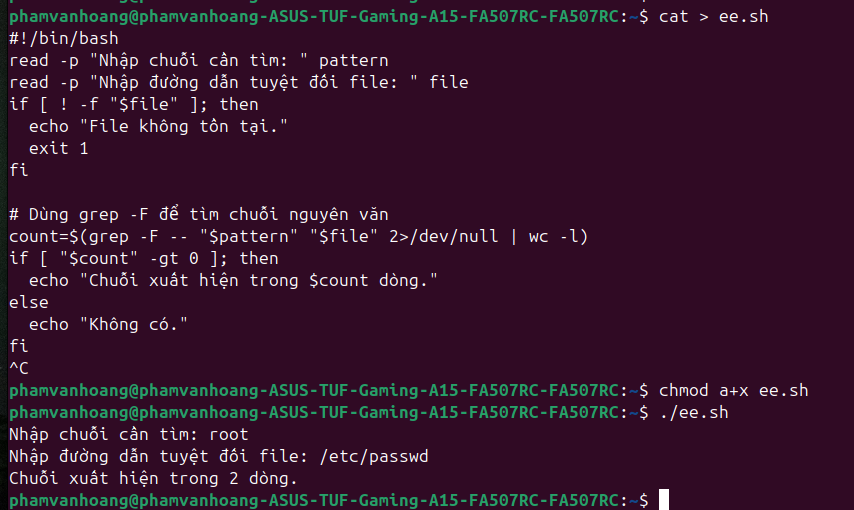 phamvanhoang@phamvanhoang-ASUS-TUF-Gaming-A15-FA507RC-FA507RC:~$ cat > ee.sh
#!/bin/bash
read -p "Nhập chuỗi cần tìm: " pattern
read -p "Nhập đường dẫn tuyệt đối file: " file
if [ ! -f "$file" ]; then
  echo "File không tồn tại."
  exit 1
fi

# Dùng grep -F để tìm chuỗi nguyên văn
count=$(grep -F -- "$pattern" "$file" 2>/dev/null | wc -l)
if [ "$count" -gt 0 ]; then
  echo "Chuỗi xuất hiện trong $count dòng."
else
  echo "Không có."
fi
^C
phamvanhoang@phamvanhoang-ASUS-TUF-Gaming-A15-FA507RC-FA507RC:~$ chmod a+x ee.sh
phamvanhoang@phamvanhoang-ASUS-TUF-Gaming-A15-FA507RC-FA507RC:~$ ./ee.sh
Nhập chuỗi cần tìm: root
Nhập đường dẫn tuyệt đối file: /etc/passwd
Chuỗi xuất hiện trong 2 dòng.
phamvanhoang@phamvanhoang-ASUS-TUF-Gaming-A15-FA507RC-FA507RC:~$